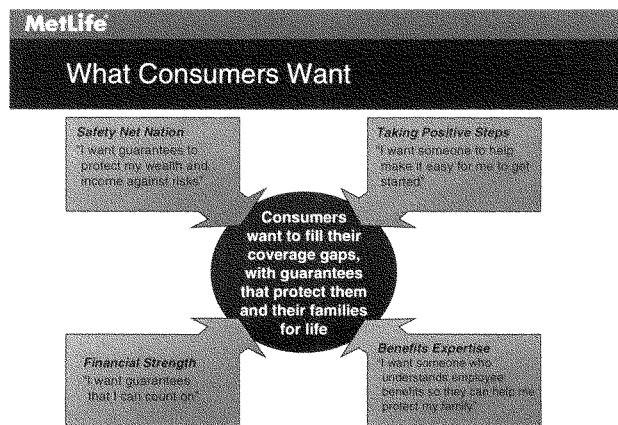 MetLife®
What Consumers Want
Safety Net Nation
"I want guarantees to
protect my wealth and
income against risks"
Taking Positive Steps
"I want someone to help
make it easy for me to get
started"
Consumers
want to fill their
coverage gaps,
with guarantees
that protect them
and their families
for life
Financial Strength
"I want guarantees
that I can count on"
Benefits Expertise
"I want someone who
understands employee
benefits so they can help me
protect my family"